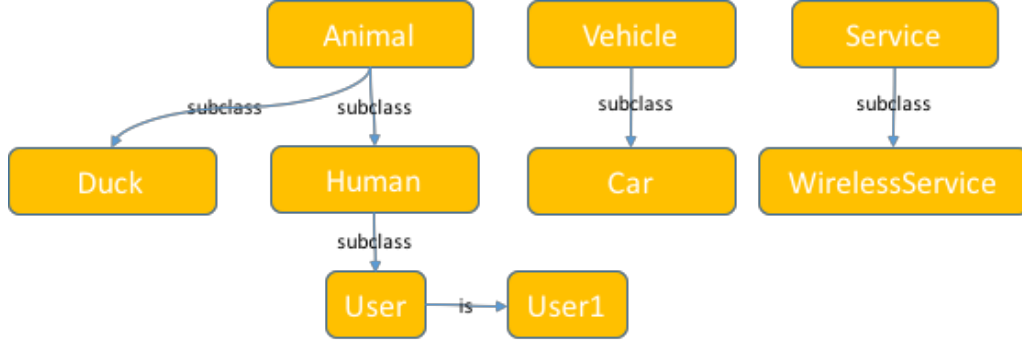 Animal
Vehicle
Service
subclass
subclass
subclass
subclass
Duck
Human
Car
WirelessService
subclass
User
is
User1